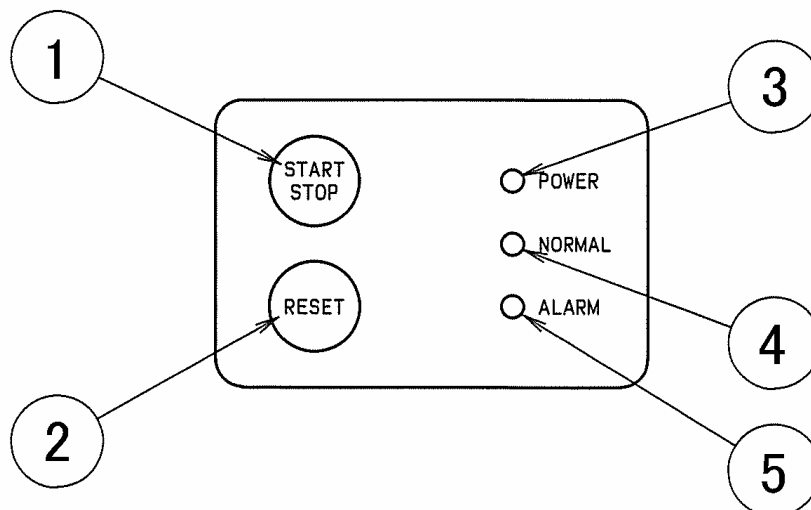 1
3
START
STOP
POWER
NORMAL
RESET
ALARM
4
2
5